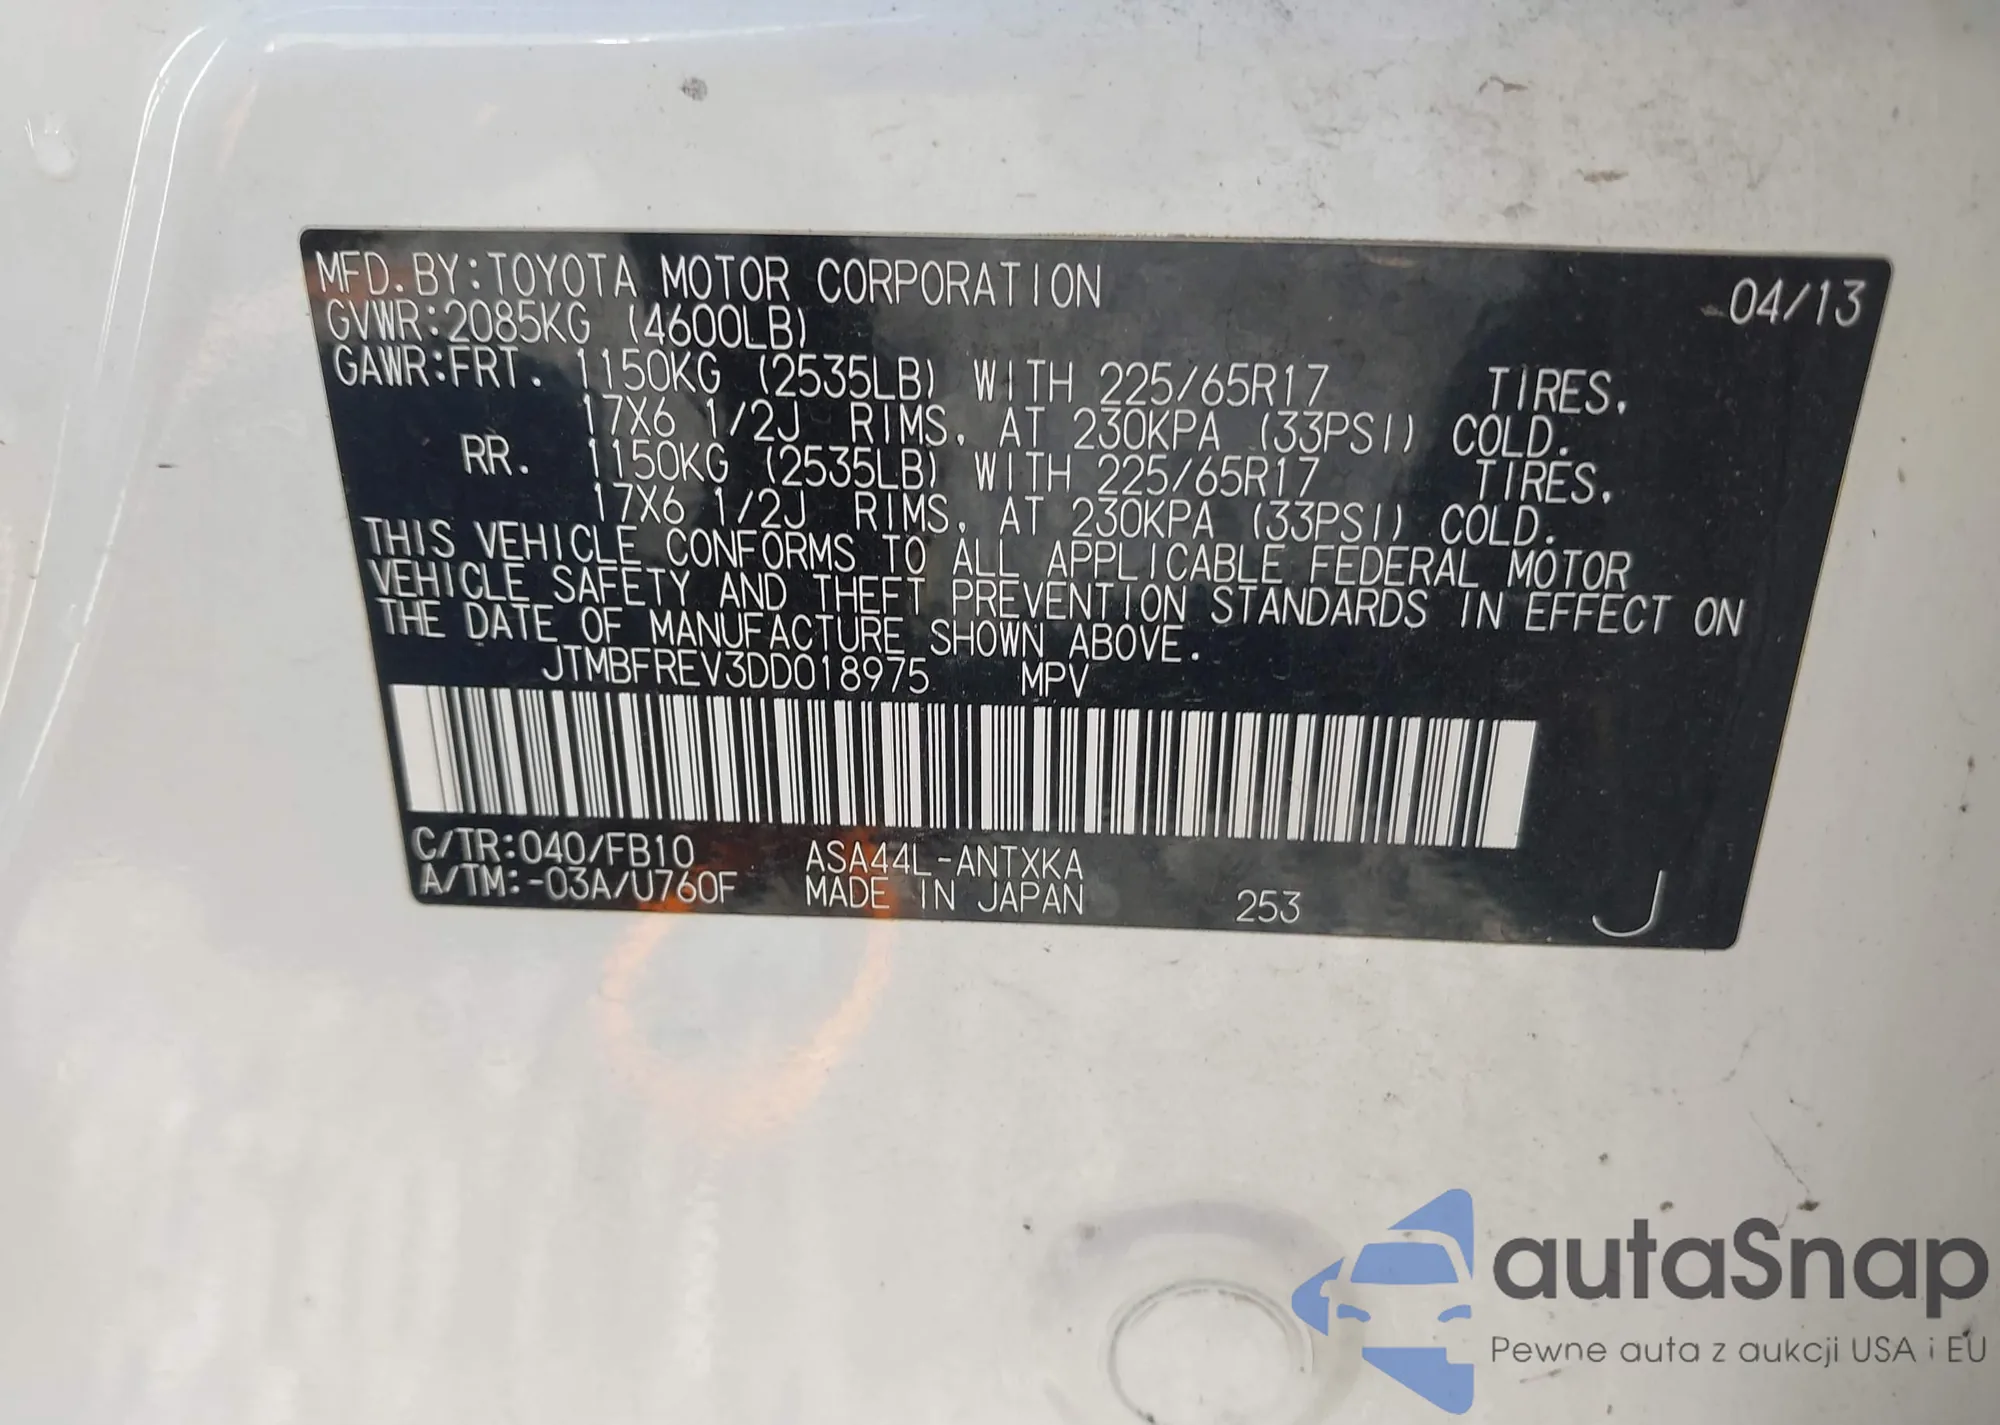 MFD. BY:TOYOTA MOTOR CORPORATION 04/13
GVWR:2085KG (4600LB)
GAWR:FRT. 1150KG (2535LB) WITH 225/65R17 TIRES,
17X6 1/2J RIMS, AT 230KPA (33PSI) COLD.
RR. 1150KG (2535LB) WITH 225/65R17 TIRES,
17X6 1/2J RIMS, AT 230KPA (33PSI) COLD.
THIS VEHICLE CONFORMS TO ALL APPLICABLE FEDERAL MOTOR
VEHICLE SAFETY AND THEFT PREVENTION STANDARDS IN EFFECT ON
THE DATE OF MANUFACTURE SHOWN ABOVE.
JTMBFREV3DD018975 MPV
C/TR:040/FB10 ASA44L-ANTXKA
A/TM:-03A/U760F MADE IN JAPAN 253 J
autaSnap
Pewne auta z aukcji USA i EU